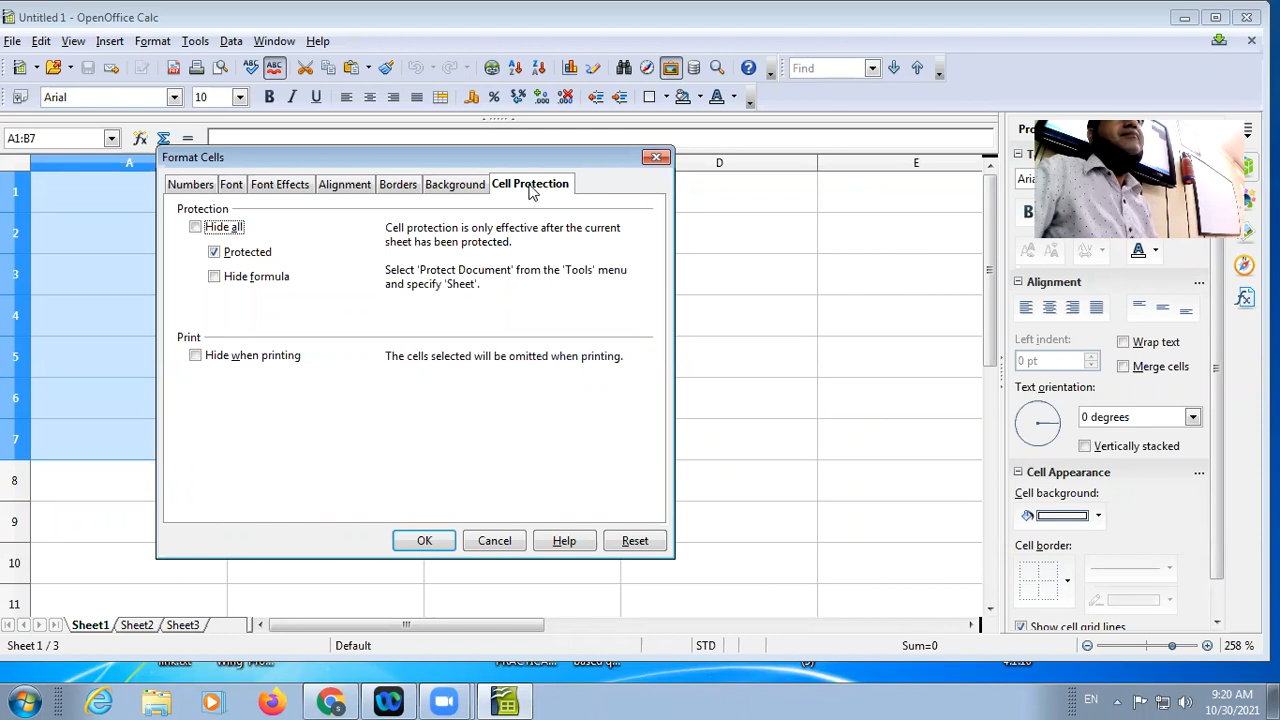 Untitled 1 - OpenOffice Calc
File Edit View Insert Format Tools Data Window Help
Find
Arial 10
A1:B7
Format Cells
Numbers Font Font Effects Alignment Borders Background Cell Protection
Protection
Hide all
Protected
Hide formula
Cell protection is only effective after the current
sheet has been protected.
Select 'Protect Document' from the 'Tools' menu
and specify 'Sheet'.
Print
Hide when printing
The cells selected will be omitted when printing.
OK Cancel Help Reset
A D E
1
2
3
4
5
6
7
8
9
10
11
Alignment
Left indent:
0 pt
Wrap text
Merge cells
Text orientation:
0 degrees
Vertically stacked
Cell Appearance
Cell background:
Cell border:
Show cell grid lines
Sheet1 Sheet2 Sheet3
Sheet 1 / 3 Default STD Sum=0 258 %
EN
9:20 AM
10/30/2021